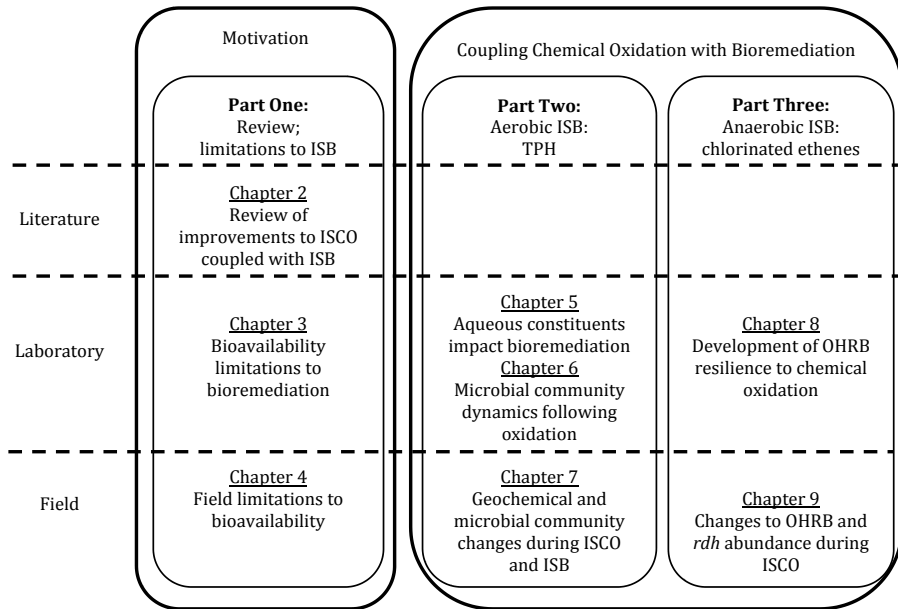 Motivation
Coupling Chemical Oxidation with Bioremediation
Part One:
Review;
limitations to ISB
Part Two:
Aerobic ISB:
TPH
Part Three:
Anaerobic ISB:
chlorinated ethenes
Literature
Chapter 2
Review of
improvements to ISCO
coupled with ISB
Laboratory
Chapter 3
Bioavailability
limitations to
bioremediation
Chapter 5
Aqueous constituents
impact bioremediation
Chapter 6
Microbial community
dynamics following
oxidation
Chapter 8
Development of OHRB
resilience to chemical
oxidation
Field
Chapter 4
Field limitations to
bioavailability
Chapter 7
Geochemical and
microbial community
changes during ISCO
and ISB
Chapter 9
Changes to OHRB and
rdh abundance during
ISCO